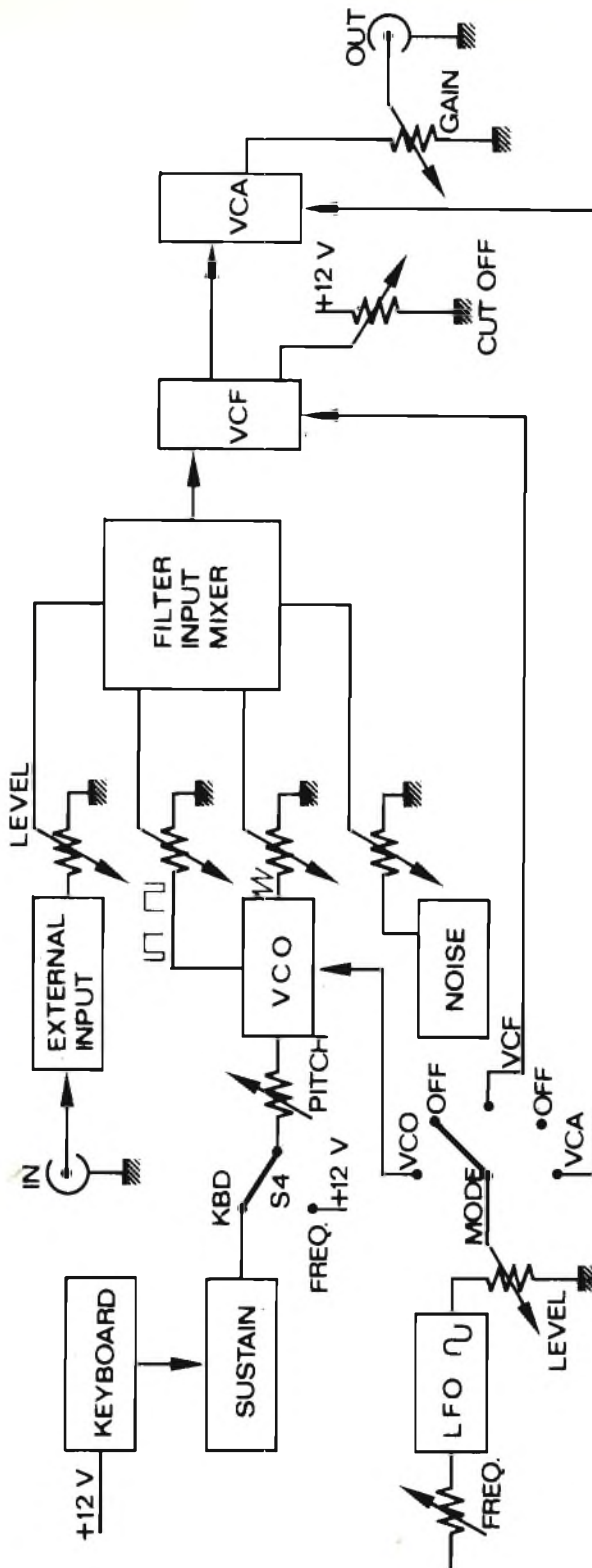 +12 V
KEYBOARD
SUSTAIN
IN
EXTERNAL
INPUT
LEVEL
KBD
S4
FREQ.
+12 V
PITCH
VCO
NOISE
FILTER
INPUT
MIXER
VCF
+12 V
CUT OFF
VCA
GAIN
OUT
FREQ.
LFO
LEVEL
MODE
VCO
OFF
VCF
OFF
VCA